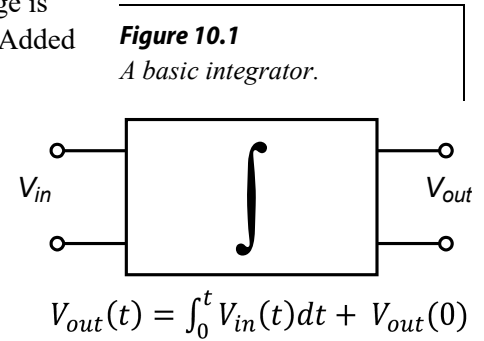 ge is
Added
Figure 10.1
A basic integrator.
∫
V_in
V_out
V_out(t) = ∫_0^t V_in(t)dt + V_out(0)